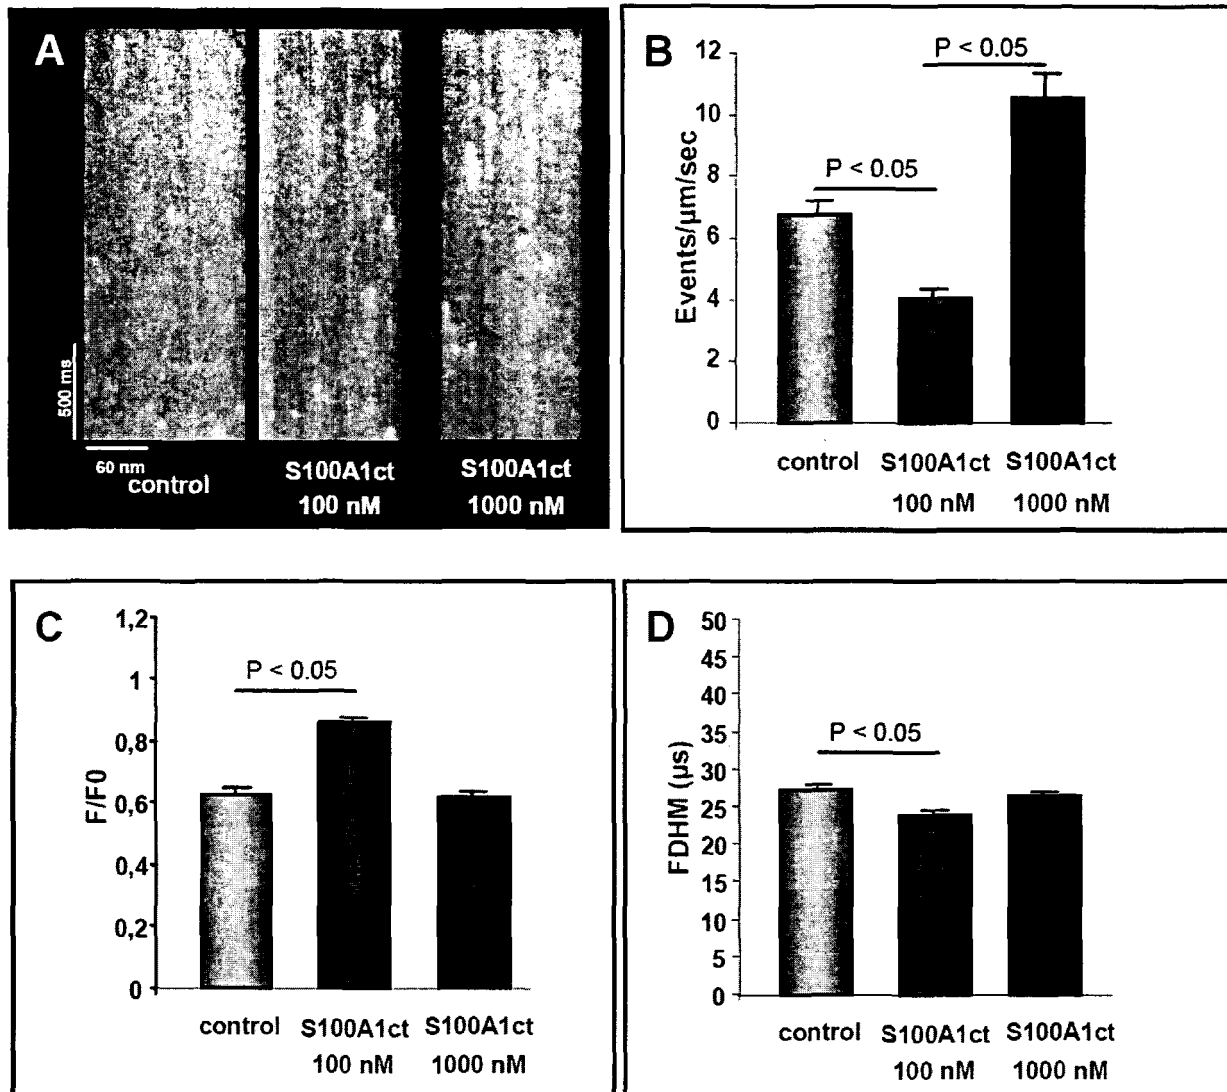 A
500 ms
60 nm
control
S100A1ct
100 nM
S100A1ct
1000 nM
B
Events/µm/sec
12
10
8
6
4
2
0
P < 0.05
P < 0.05
control
S100A1ct
100 nM
S100A1ct
1000 nM
C
F/F0
1,2
1
0,8
0,6
0,4
0,2
0
P < 0.05
control
S100A1ct
100 nM
S100A1ct
1000 nM
D
FDHM (µs)
50
45
40
35
30
25
20
15
10
5
0
P < 0.05
control
S100A1ct
100 nM
S100A1ct
1000 nM